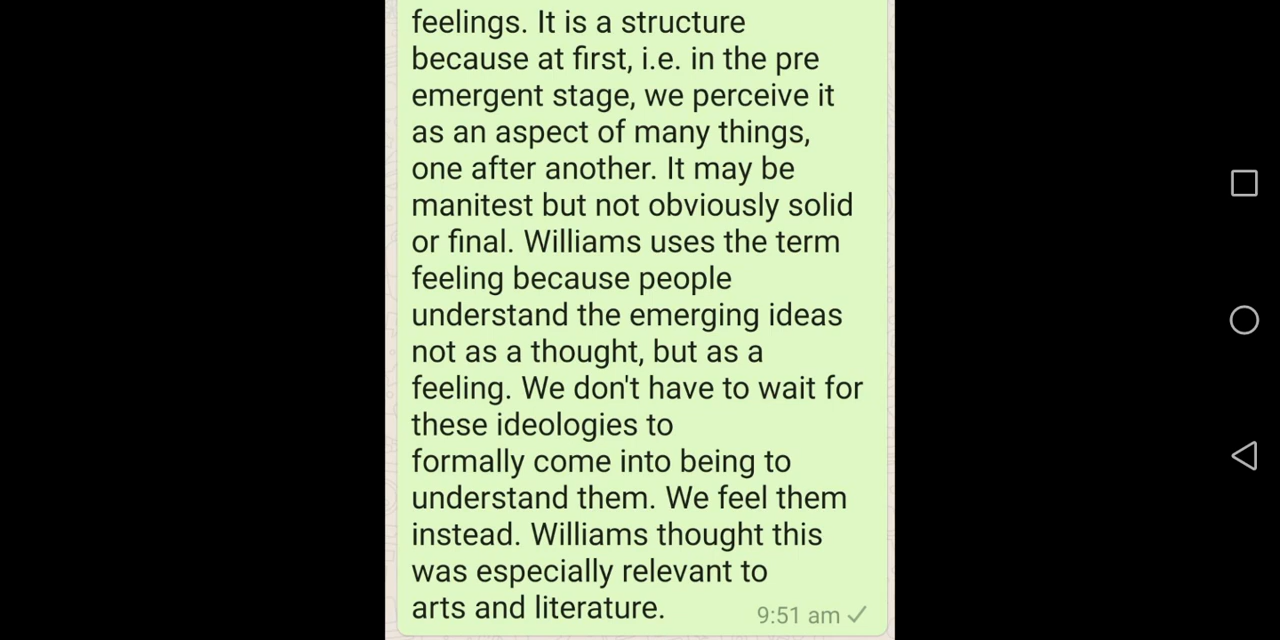 feelings. It is a structure
because at first, i.e. in the pre
emergent stage, we perceive it
as an aspect of many things,
one after another. It may be
manitest but not obviously solid
or final. Williams uses the term
feeling because people
understand the emerging ideas
not as a thought, but as a
feeling. We don't have to wait for
these ideologies to
formally come into being to
understand them. We feel them
instead. Williams thought this
was especially relevant to
arts and literature.
9:51 am